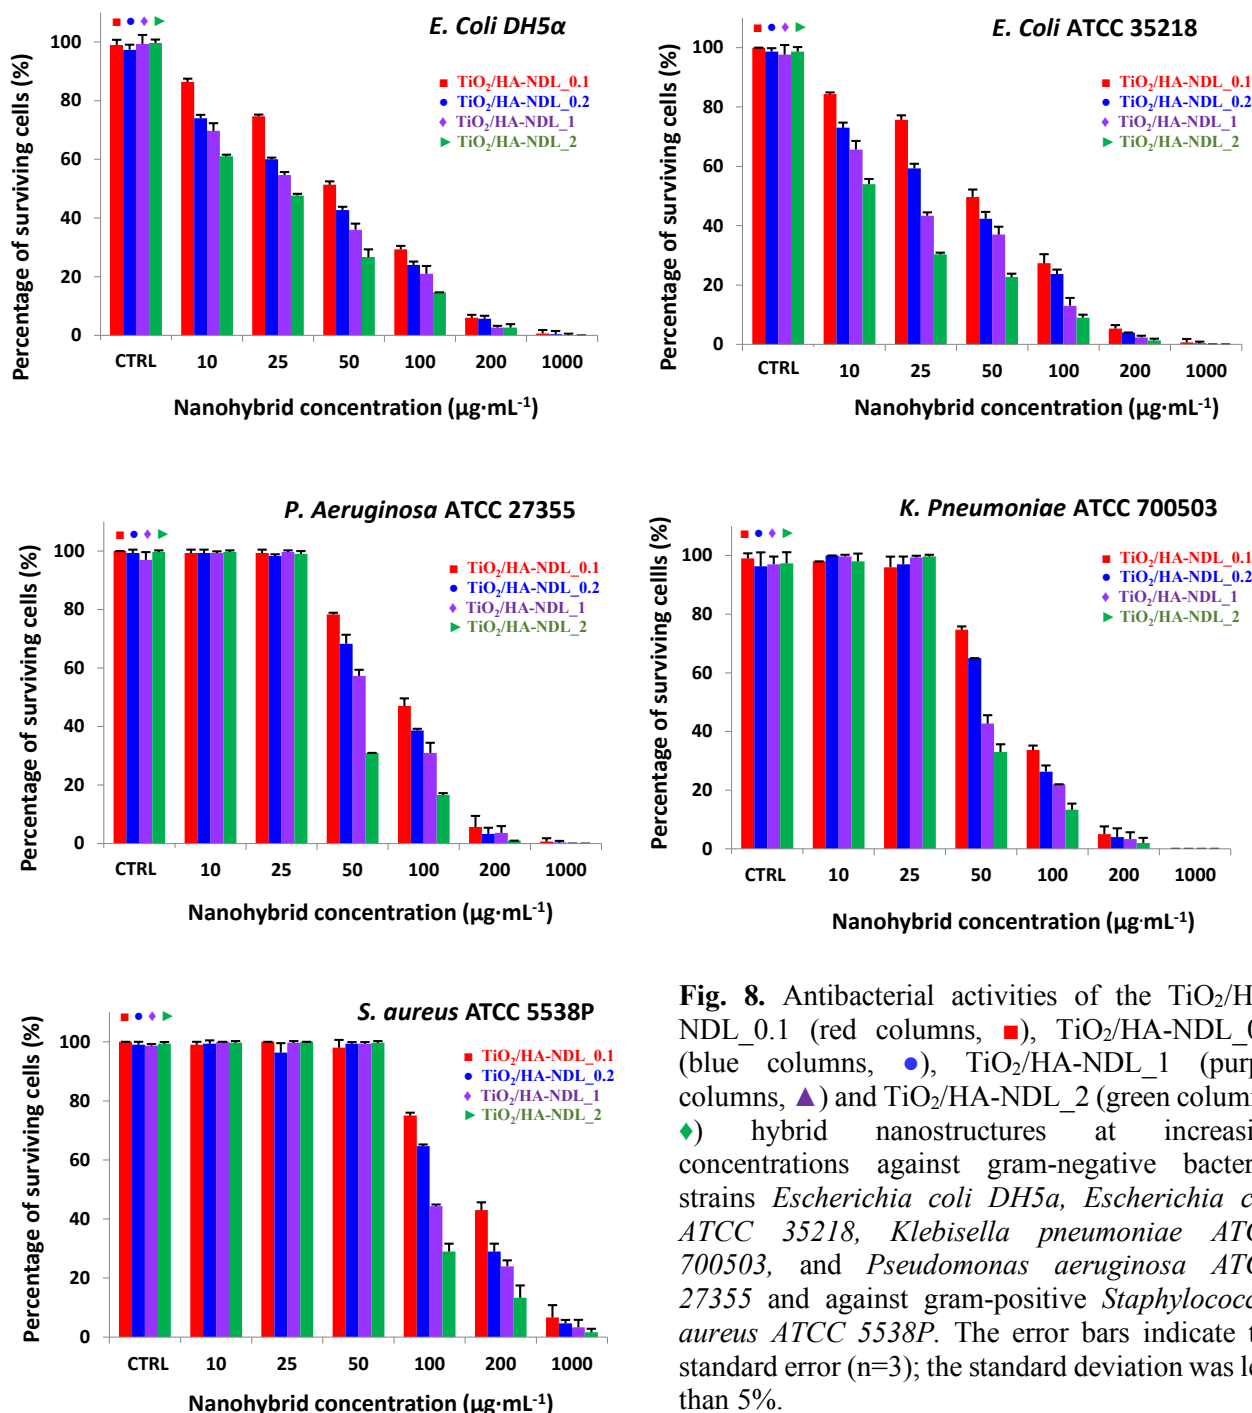 E. Coli DH5α
Percentage of surviving cells (%)
100
80
60
40
20
0
TiO2/HA-NDL_0.1
TiO2/HA-NDL_0.2
TiO2/HA-NDL_1
TiO2/HA-NDL_2
CTRL 10 25 50 100 200 1000
Nanohybrid concentration (µg·mL-1)
E. Coli ATCC 35218
Percentage of surviving cells (%)
100
80
60
40
20
0
TiO2/HA-NDL_0.1
TiO2/HA-NDL_0.2
TiO2/HA-NDL_1
TiO2/HA-NDL_2
CTRL 10 25 50 100 200 1000
Nanohybrid concentration (µg·mL-1)
P. Aeruginosa ATCC 27355
Percentage of surviving cells (%)
100
80
60
40
20
0
TiO2/HA-NDL_0.1
TiO2/HA-NDL_0.2
TiO2/HA-NDL_1
TiO2/HA-NDL_2
CTRL 10 25 50 100 200 1000
Nanohybrid concentration (µg·mL-1)
K. Pneumoniae ATCC 700503
Percentage of surviving cellls (%)
100
80
60
40
20
0
TiO2/HA-NDL_0.1
TiO2/HA-NDL_0.2
TiO2/HA-NDL_1
TiO2/HA-NDL_2
CTRL 10 25 50 100 200 1000
Nanohybrid concentration (µg·mL-1)
S. aureus ATCC 5538P
Percentage of surviving cells (%)
100
80
60
40
20
0
TiO2/HA-NDL_0.1
TiO2/HA-NDL_0.2
TiO2/HA-NDL_1
TiO2/HA-NDL_2
CTRL 10 25 50 100 200 1000
Nanohybrid concentration (µg·mL-1)
Fig. 8. Antibacterial activities of the TiO2/H
NDL_0.1 (red columns, ■), TiO2/HA-NDL_0
(blue columns, ●), TiO2/HA-NDL_1 (purp
columns, ▲) and TiO2/HA-NDL_2 (green column
♦) hybrid nanostructures at increasi
concentrations against gram-negative bacter
strains Escherichia coli DH5a, Escherichia c
ATCC 35218, Klebisella pneumoniae ATC
700503, and Pseudomonas aeruginosa ATC
27355 and against gram-positive Staphylococc
aureus ATCC 5538P. The error bars indicate t
standard error (n=3); the standard deviation was le
than 5%.